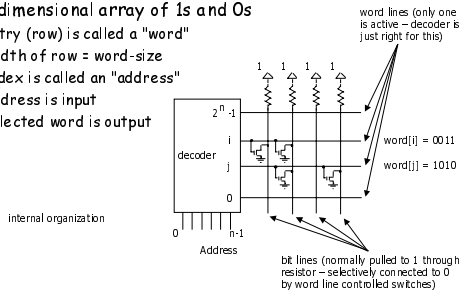 dimensional array of 1s and 0s
try (row) is called a "word"
dth of row = word-size
dex is called an "address"
dress is input
lected word is output
word lines (only one
is active – decoder is
just right for this)
1 1 1 1
2ⁿ -1
i
word[i] = 0011
decoder
j
word[j] = 1010
0
internal organization
0 n-1
Address
bit lines (normally pulled to 1 through
resistor – selectively connected to 0
by word line controlled switches)